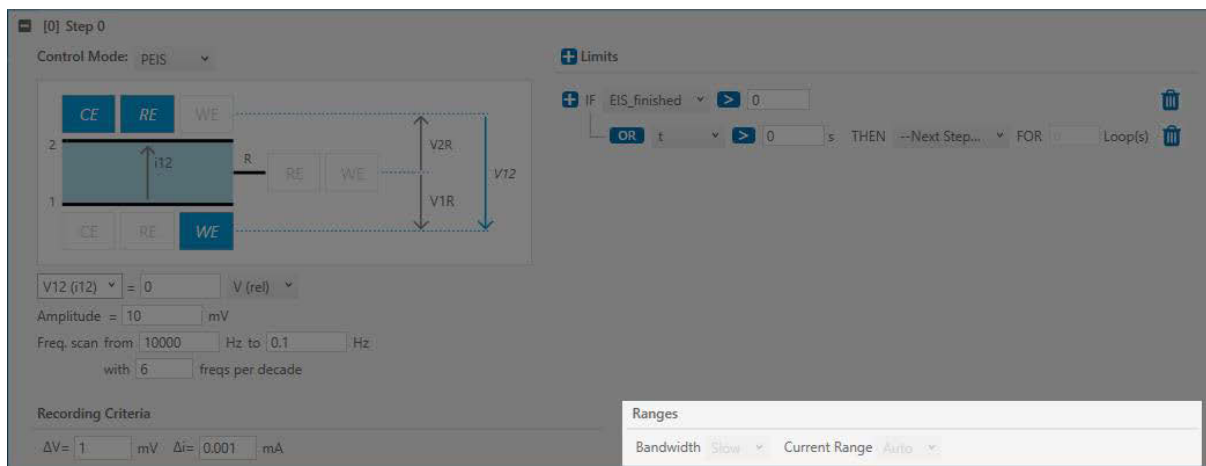 [0] Step 0
Control Mode: PEIS
CE RE WE
2
i12
R
RE WE
V2R
V12
1
V1R
CE RE WE
V12 (i12) = 0 V (rel)
Amplitude = 10 mV
Freq. scan from 10000 Hz to 0.1 Hz
with 6 freqs per decade
Recording Criteria
ΔV= 1 mV Δi= 0.001 mA
Limits
IF EIS_finished > 0
OR t > 0 s THEN --Next Step... FOR 0 Loop(s)
Ranges
Bandwidth Slow Current Range Auto